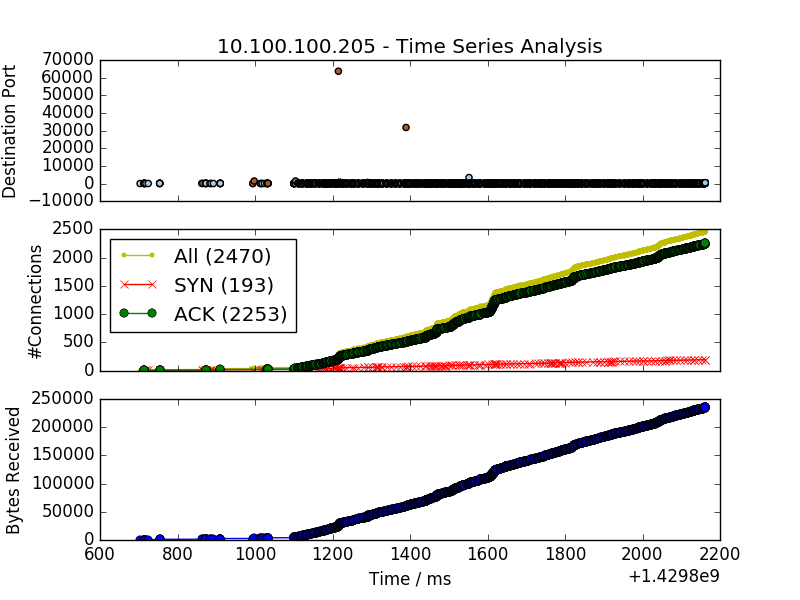 10.100.100.205 - Time Series Analysis
70000
60000
50000
40000
30000
20000
10000
0
−10000
Destination Port
2500
2000
1500
1000
500
0
#Connections
All (2470)
SYN (193)
ACK (2253)
250000
200000
150000
100000
50000
0
Bytes Received
600 800 1000 1200 1400 1600 1800 2000 2200
Time / ms
+1.4298e9